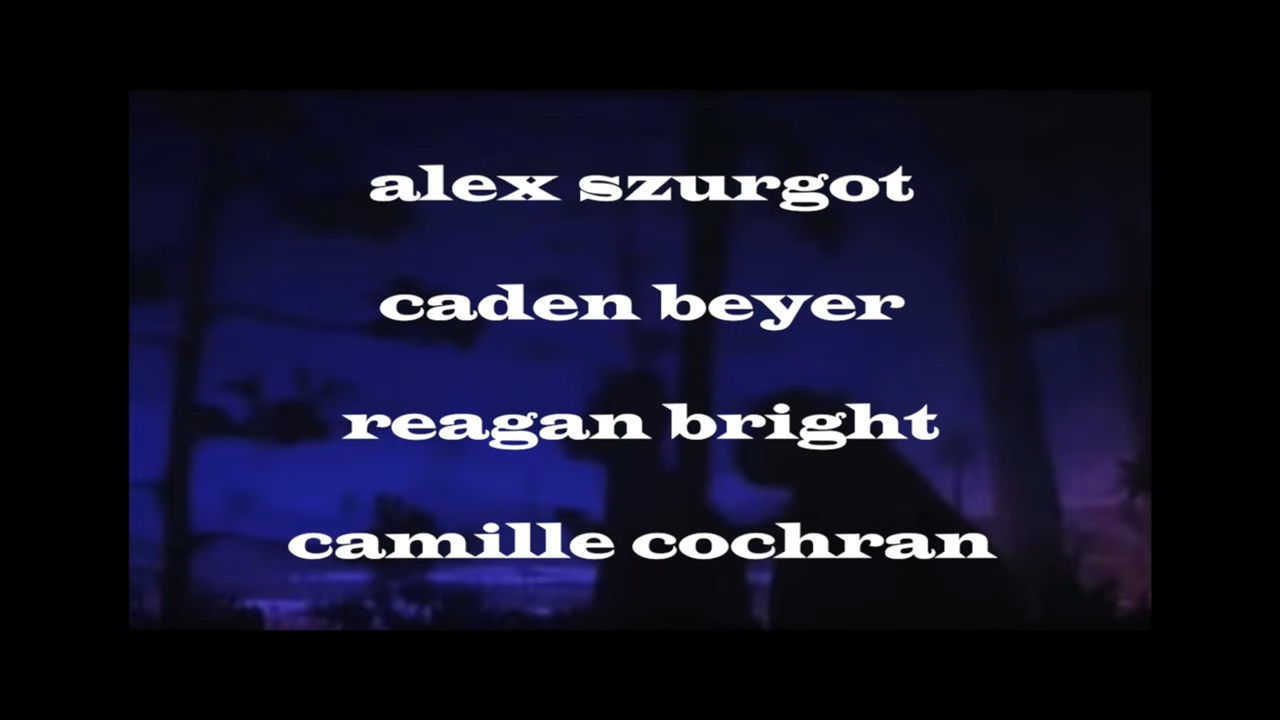 alex szurgot
caden beyer
reagan bright
camille cochran